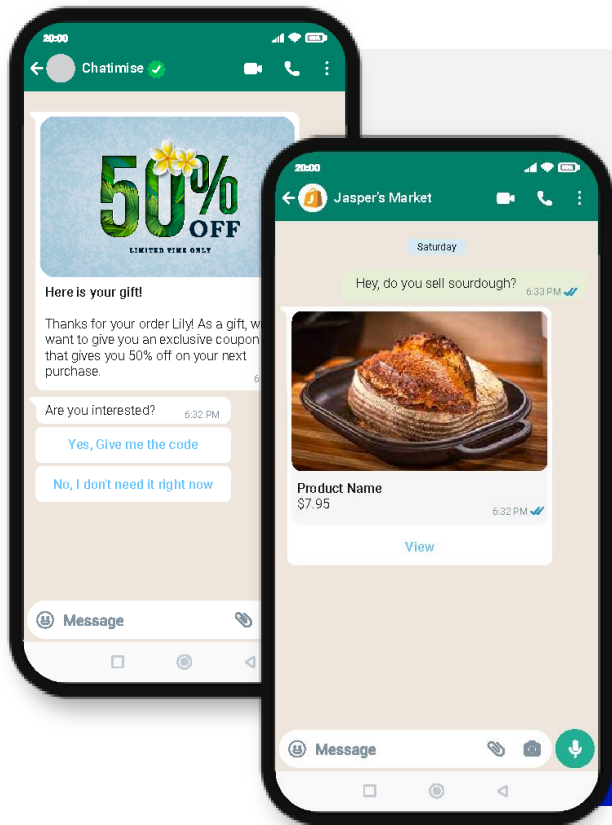 20:00
Chatimise
50%
OFF
LIMITED TIME ONLY
Here is your gift!
Thanks for your order Lily! As a gift, w
want to give you an exclusive coupon
that gives you 50% off on your next
purchase.
Are you interested?
6:32 PM
Yes, Give me the code
No, I don't need it right now
Message
20:00
Jasper's Market
Saturday
Hey, do you sell sourdough?
6:33 PM
Product Name
$7.95
6:32 PM
View
Message